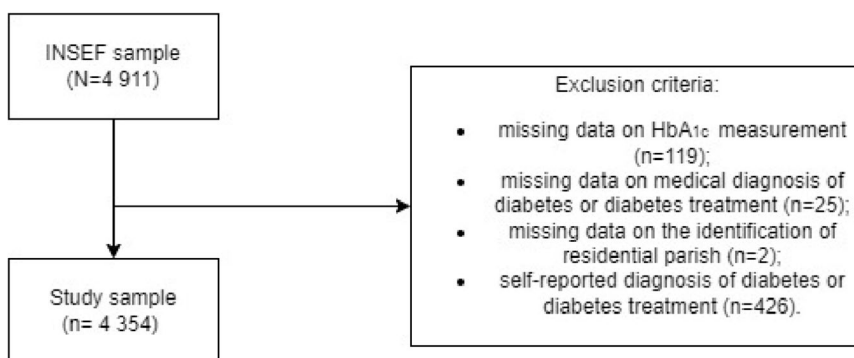 INSEF sample
(N=4 911)
Exclusion criteria:
• missing data on HbA1c measurement
(n=119);
• missing data on medical diagnosis of
diabetes or diabetes treatment (n=25);
• missing data on the identification of
residential parish (n=2);
• self-reported diagnosis of diabetes or
diabetes treatment (n=426).
Study sample
(n= 4 354)